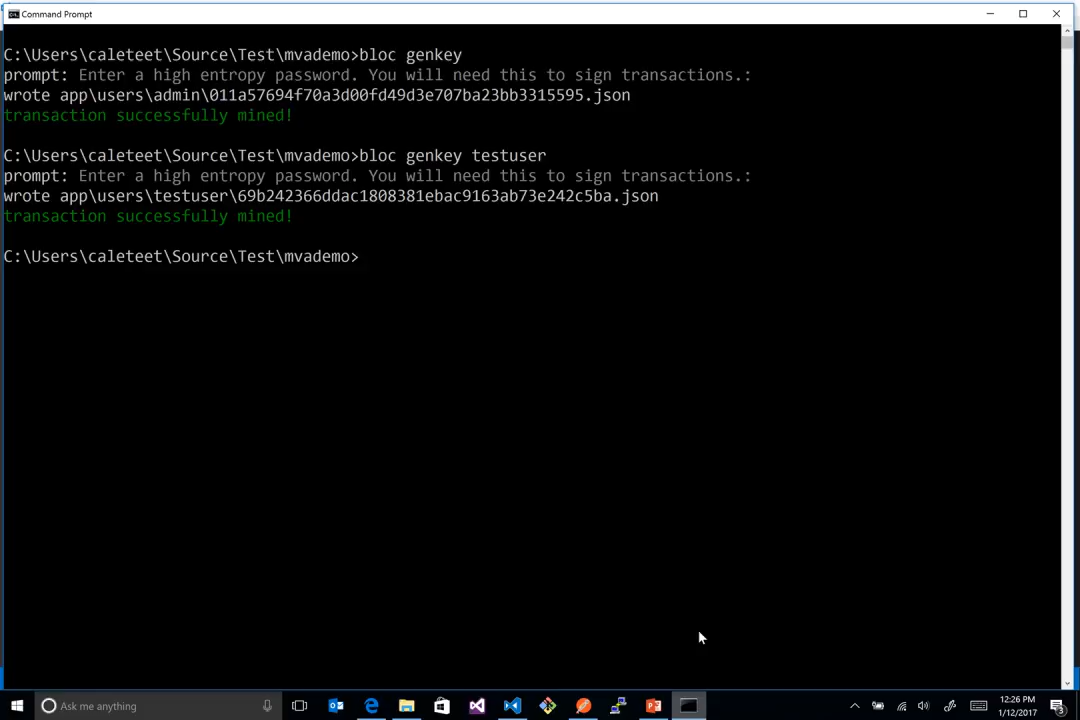 Command Prompt
C:\Users\caleteet\Source\Test\mvademo>bloc genkey
prompt: Enter a high entropy password. You will need this to sign transactions.:
wrote app\users\admin\011a57694f70a3d00fd49d3e707ba23bb3315595.json
transaction successfully mined!
C:\Users\caleteet\Source\Test\mvademo>bloc genkey testuser
prompt: Enter a high entropy password. You will need this to sign transactions.:
wrote app\users\testuser\69b242366ddac1808381ebac9163ab73e242c5ba.json
transaction successfully mined!
C:\Users\caleteet\Source\Test\mvademo>
Ask me anything
12:26 PM
1/12/2017
3